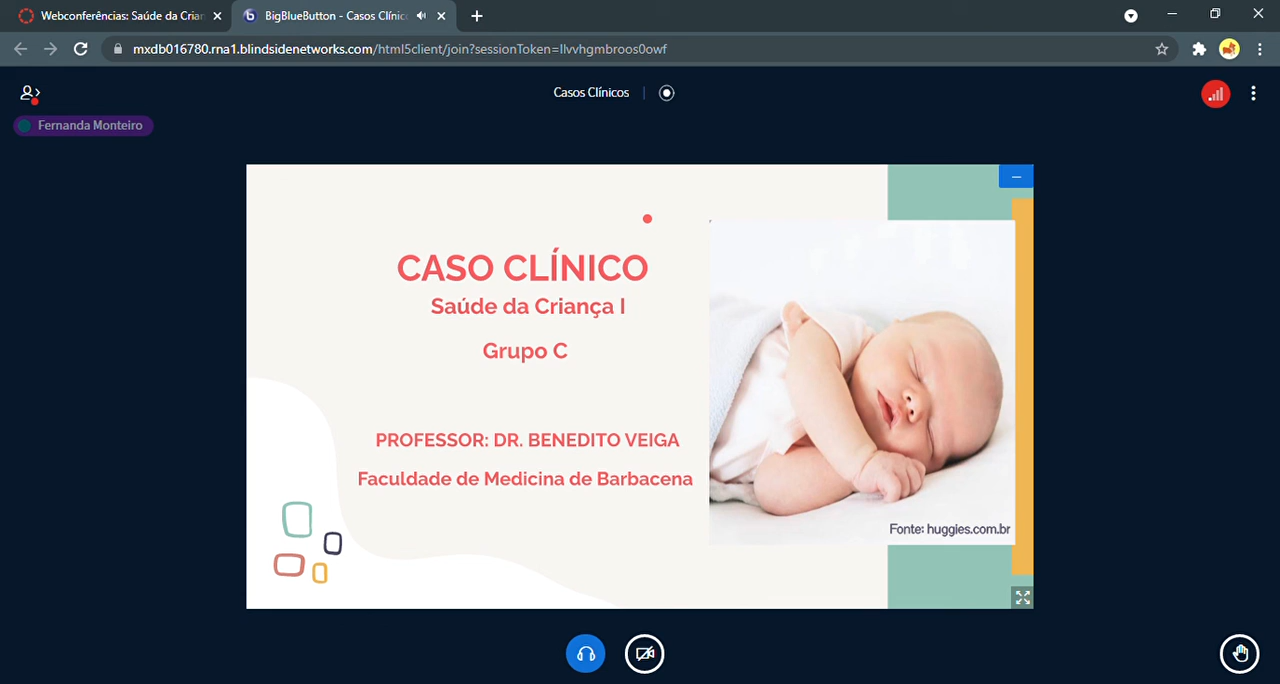 Webconferências: Saúde da Crian
BigBlueButton - Casos Clínico
mxdb016780.rna1.blindsidenetworks.com/html5client/join?sessionToken=llvvhgmbroos0owf
Casos Clínicos
Fernanda Monteiro
CASO CLÍNICO
Saúde da Criança I
Grupo C
PROFESSOR: DR. BENEDITO VEIGA
Faculdade de Medicina de Barbacena
Fonte: huggies.com.br